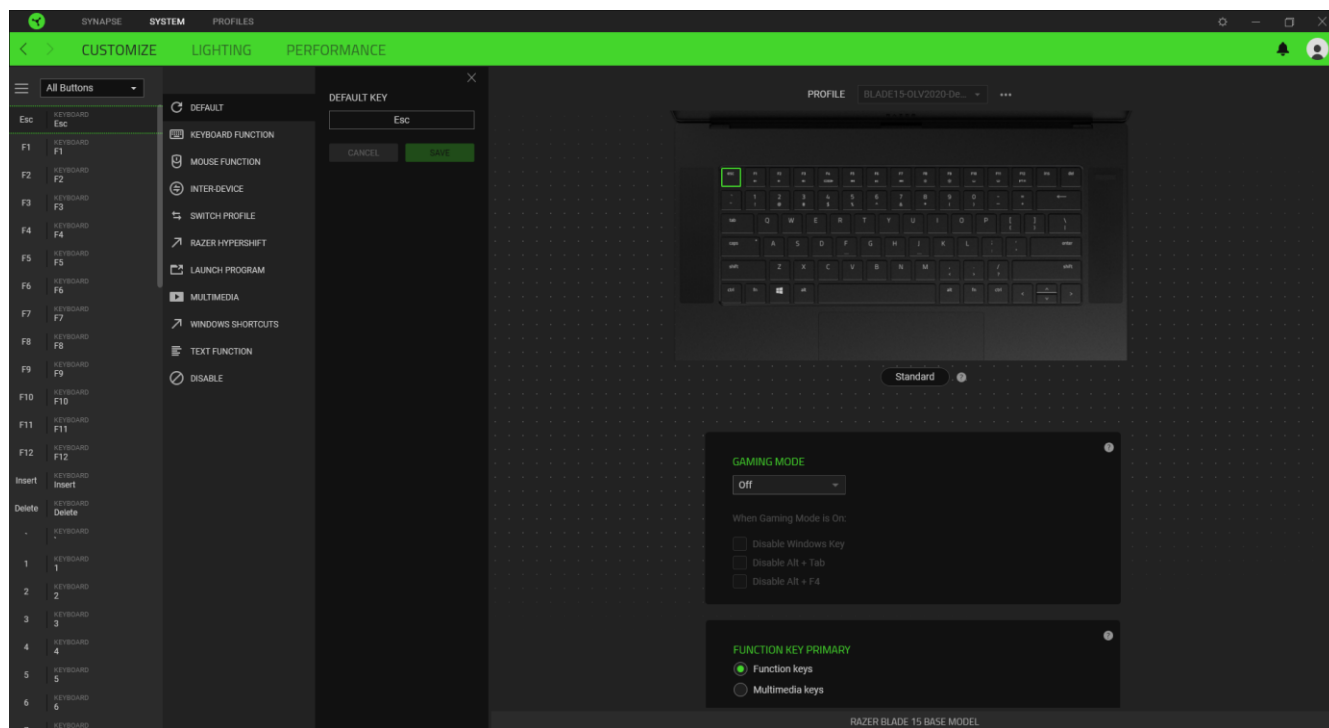 SYNAPSE SYSTEM PROFILES
CUSTOMIZE LIGHTING PERFORMANCE
All Buttons
Esc KEYBOARD Esc
F1 KEYBOARD F1
F2 KEYBOARD F2
F3 KEYBOARD F3
F4 KEYBOARD F4
F5 KEYBOARD F5
F6 KEYBOARD F6
F7 KEYBOARD F7
F8 KEYBOARD F8
F9 KEYBOARD F9
F10 KEYBOARD F10
F11 KEYBOARD F11
F12 KEYBOARD F12
Insert KEYBOARD Insert
Delete KEYBOARD Delete
KEYBOARD
1 KEYBOARD 1
2 KEYBOARD 2
3 KEYBOARD 3
4 KEYBOARD 4
5 KEYBOARD 5
6 KEYBOARD 6
KEYBOARD
DEFAULT
KEYBOARD FUNCTION
MOUSE FUNCTION
INTER-DEVICE
SWITCH PROFILE
RAZER HYPERSHIFT
LAUNCH PROGRAM
MULTIMEDIA
WINDOWS SHORTCUTS
TEXT FUNCTION
DISABLE
DEFAULT KEY
Esc
CANCEL SAVE
PROFILE BLADE15-OLV2020-De...
Q W E R T Y U I O P
A S D F G H J K L
Z X C V B N M
Standard ?
GAMING MODE ?
Off
When Gaming Mode is On:
Disable Windows Key
Disable Alt + Tab
Disable Alt + F4
FUNCTION KEY PRIMARY ?
Function keys
Multimedia keys
RAZER BLADE 15 BASE MODEL